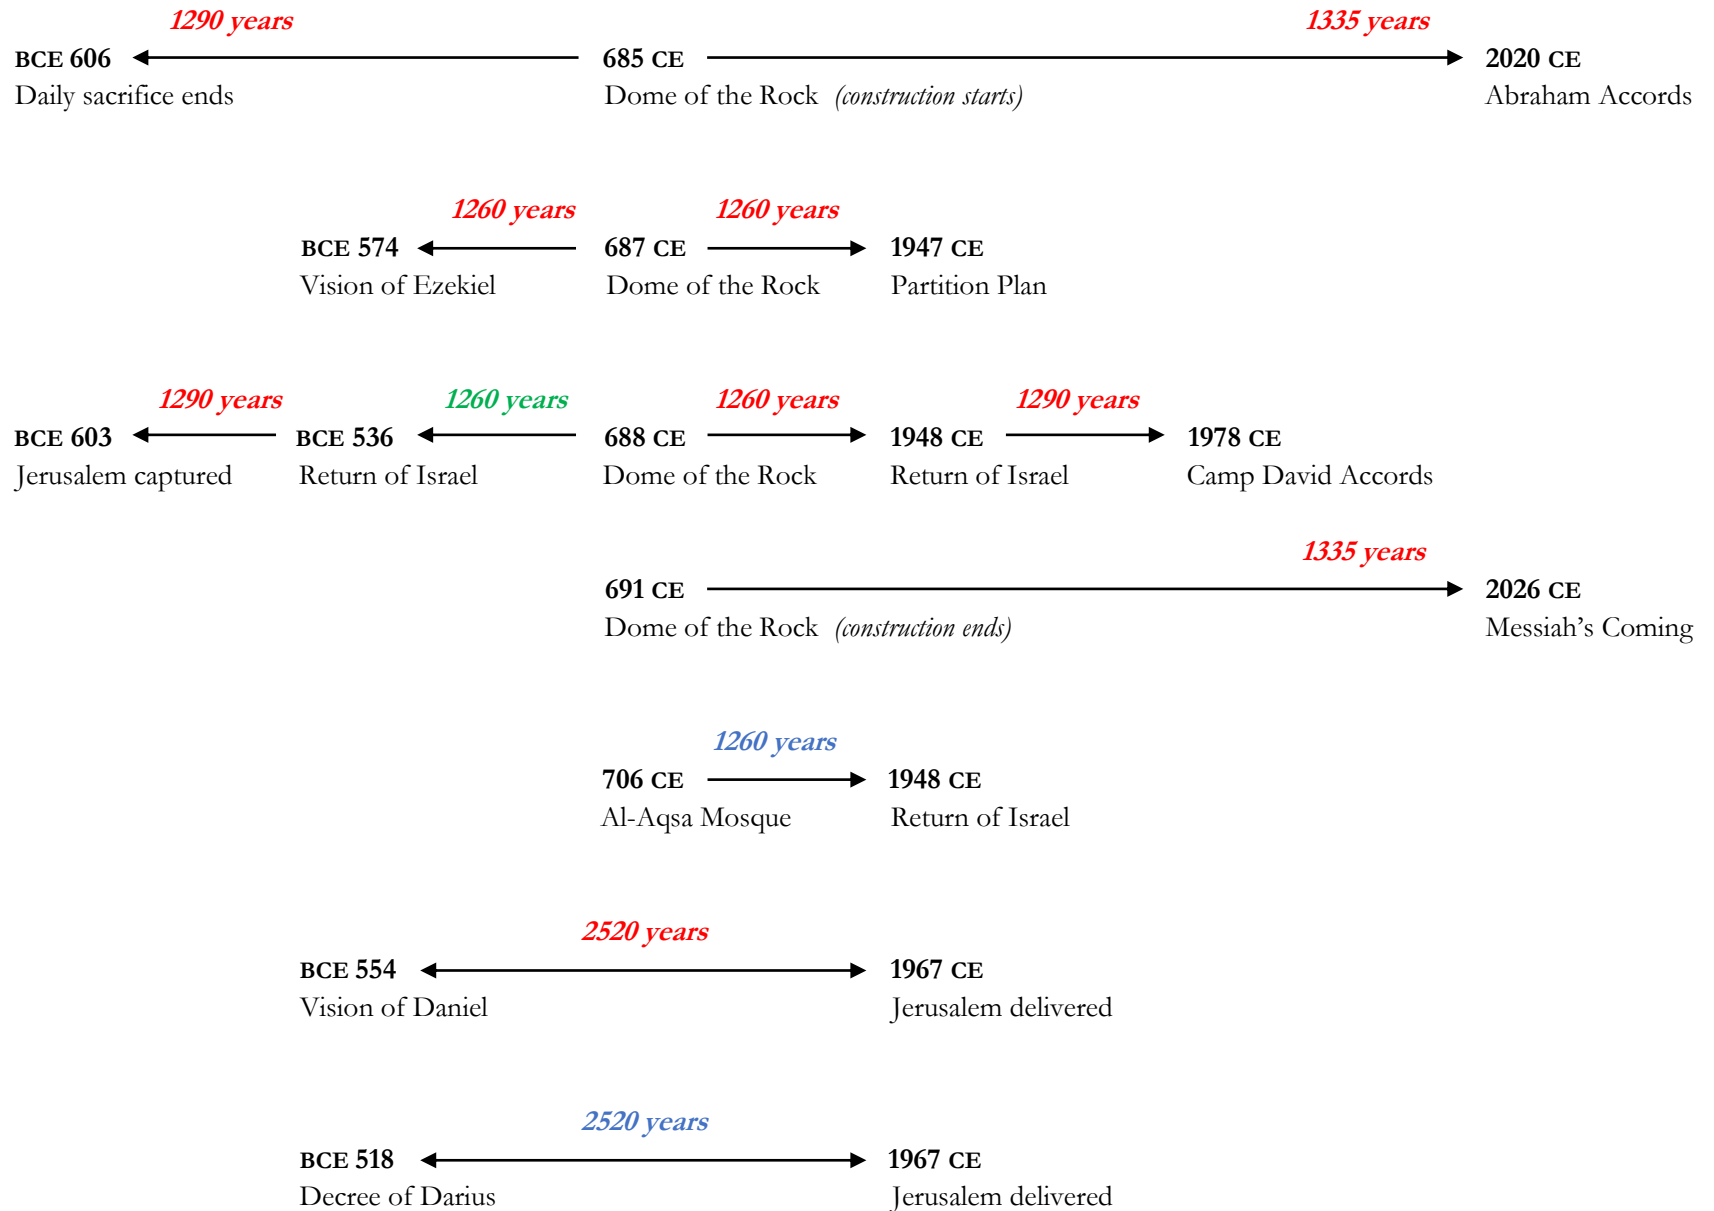 1290 years 1335 years
BCE 606 685 CE 2020 CE
Daily sacrifice ends Dome of the Rock (construction starts) Abraham Accords
1260 years 1260 years
BCE 574 687 CE 1947 CE
Vision of Ezekiel Dome of the Rock Partition Plan
1290 years 1260 years 1260 years 1290 years
BCE 603 BCE 536 688 CE 1948 CE 1978 CE
Jerusalem captured Return of Israel Dome of the Rock Return of Israel Camp David Accords
1335 years
691 CE 2026 CE
Dome of the Rock (construction ends) Messiah's Coming
1260 years
706 CE 1948 CE
Al-Aqsa Mosque Return of Israel
2520 years
BCE 554 1967 CE
Vision of Daniel Jerusalem delivered
2520 years
BCE 518 1967 CE
Decree of Darius Jerusalem delivered